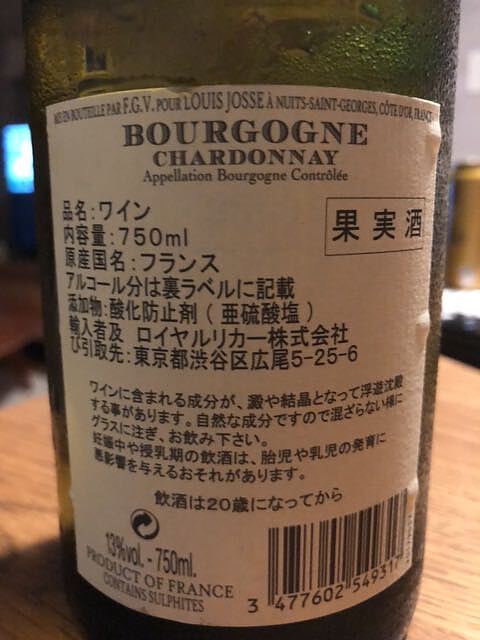 MIS EN BOUTEILLE PAR F.G.V. POUR LOUIS JOSSE À NUITS-SAINT-GEORGES, CÔTE D'OR, FRANCE
BOURGOGNE
CHARDONNAY
Appellation Bourgogne Contrôlée
品名:ワイン
果実酒
内容量:750ml
原産国名:フランス
アルコール分は裏ラベルに記載
添加物:酸化防止剤(亜硫酸塩)
輸入者及 ロイヤルリカー株式会社
び引取先:東京都渋谷区広尾5-25-6
ワインに含まれる成分が、澱や結晶となって浮遊沈殿
する事があります。自然な成分ですので混ざらない様に
グラスに注ぎ、お飲み下さい。
妊娠中や授乳期の飲酒は、胎児や乳児の発育に
悪影響を与えるおそれがあります。
飲酒は20歳になってから
13%vol. - 750ml.
PRODUCT OF FRANCE
CONTAINS SULPHITES
3 477602 549317